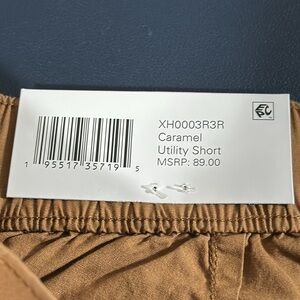 XH0003R3R
Caramel
Utility Short
MSRP: 89.00
1 95517 35719 5